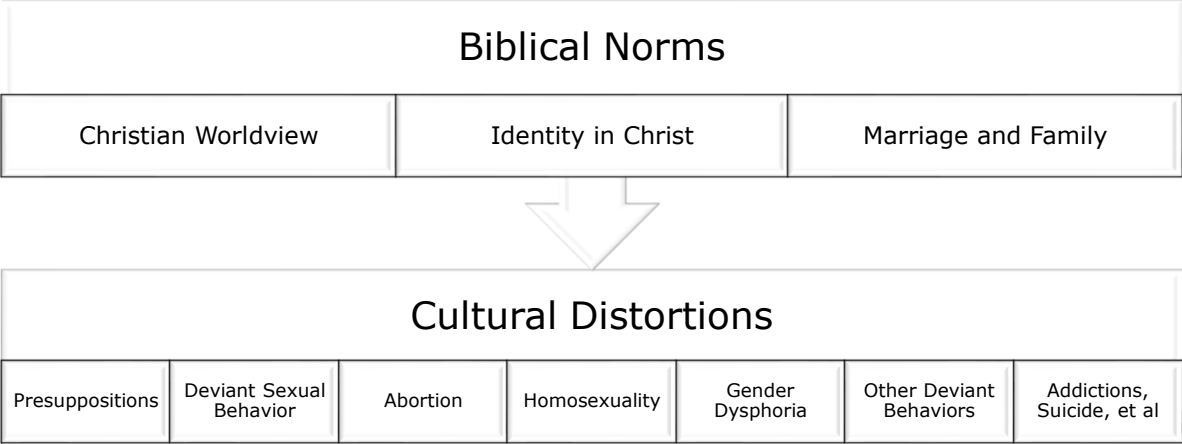 Biblical Norms
Christian Worldview
Identity in Christ
Marriage and Family
Cultural Distortions
Presuppositions
Deviant Sexual
Behavior
Abortion
Homosexuality
Gender
Dysphoria
Other Deviant
Behaviors
Addictions,
Suicide, et al